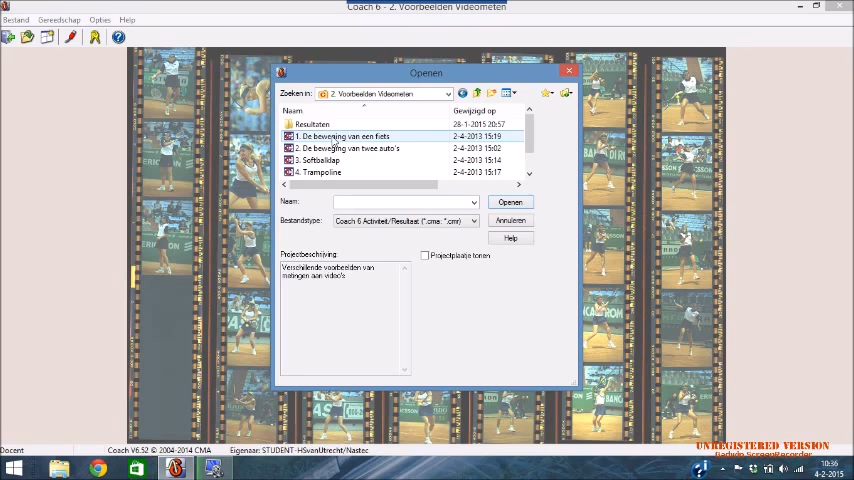 Coach 6 - 2. Voorbeelden Videometen
Bestand Gereedschap Opties Help
Openen
Zoeken in: 2. Voorbeelden Videometen
Naam Gewijzigd op
Resultaten 28-1-2015 20:57
1. De beweging van een fiets 2-4-2013 15:19
2. De beweging van twee auto's 2-4-2013 15:02
3. Softbalklap 2-4-2013 15:14
4. Trampoline 2-4-2013 15:17
Naam: Openen
Bestandstype: Coach 6 Activiteit/Resultaat (*.cma; *.cmr) Annuleren
Help
Projectbeschrijving: Projectplaatje tonen
Verschillende voorbeelden van
metingen aan video's
Docent Coach V6.52 © 2004-2014 CMA Eigenaar: STUDENT-HSvanUtrecht/Nastec
UNREGISTERED VERSION
Darwin ScreenRecorder
10:36
4-2-2015